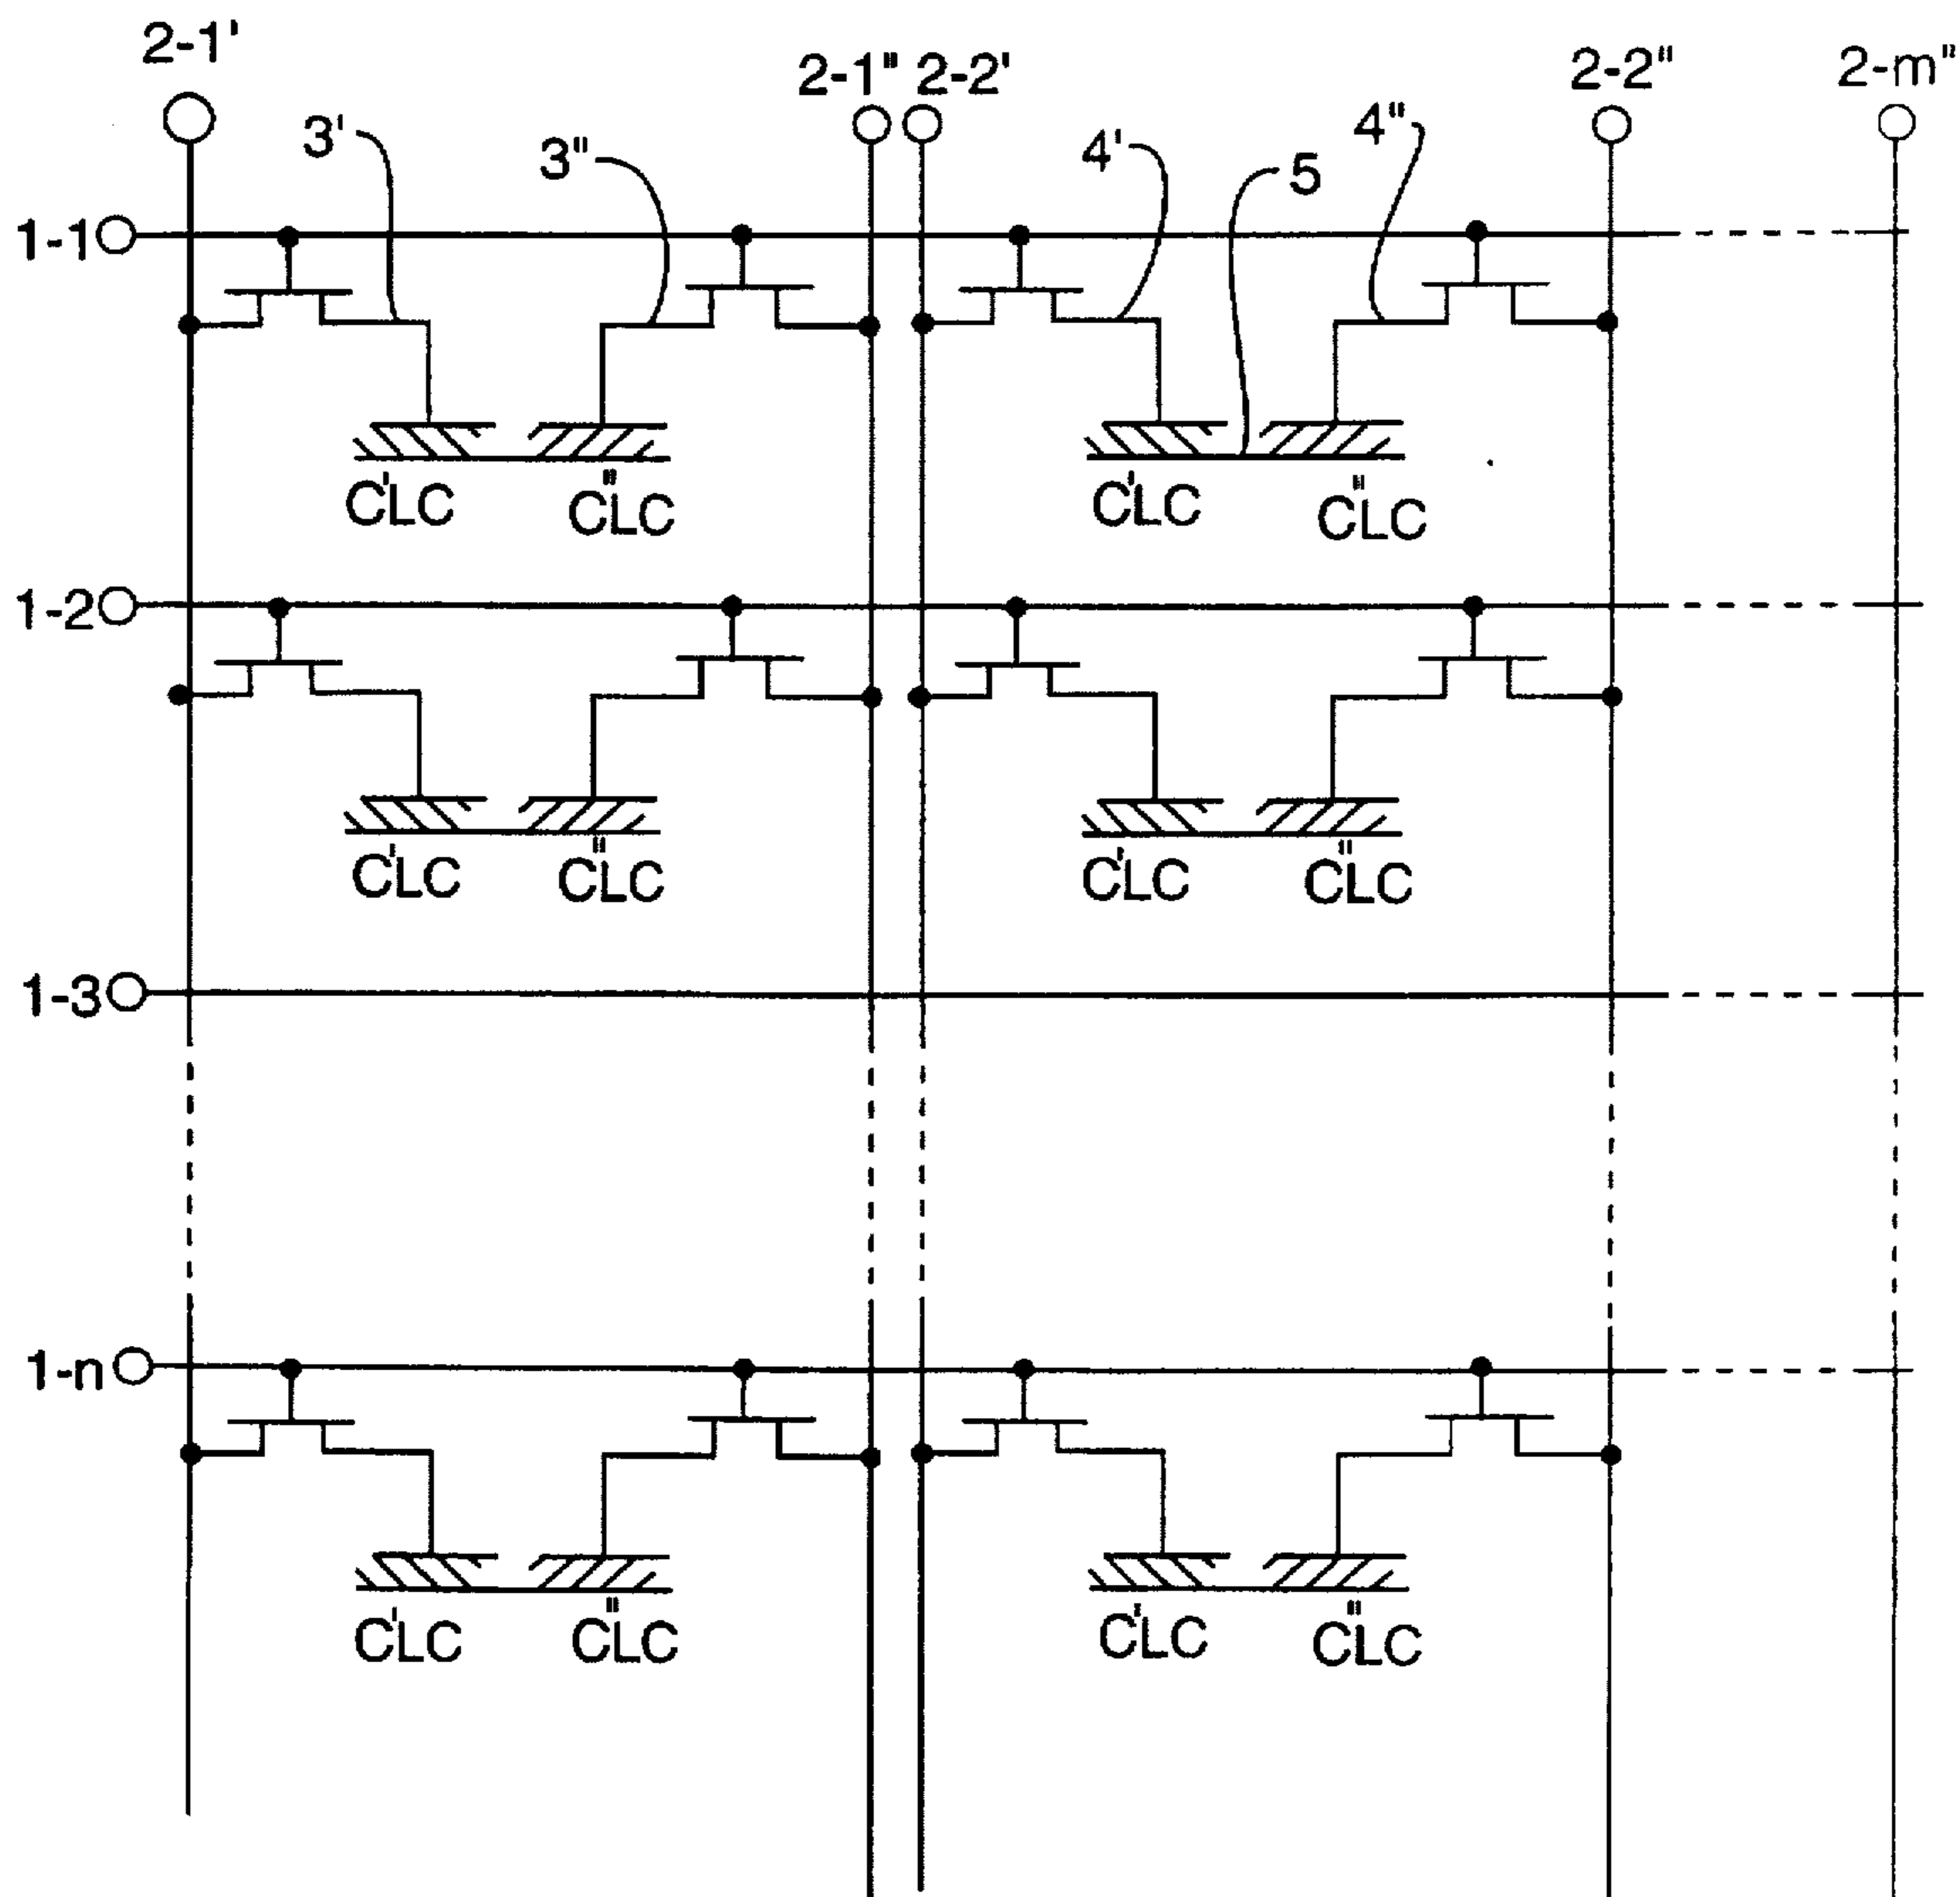 2-1'
2-1" 2-2' 2-2" 2-m"
3' 3" 4' 5 4"
1-1
C'LC C"LC C'LC C"LC
1-2
C'LC C"LC C'LC C"LC
1-3
1-n
C'LC C"LC C'LC C"LC